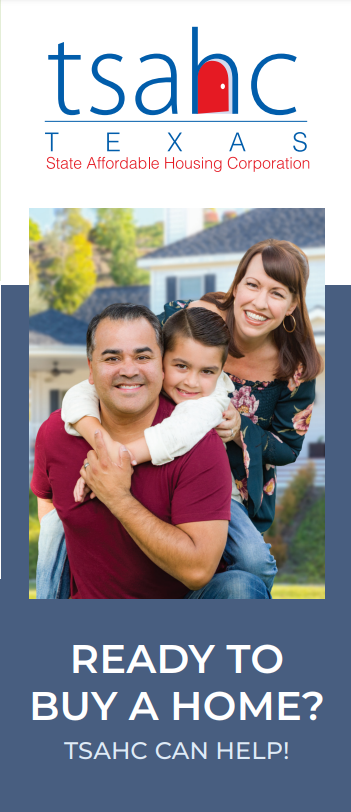 tsahc
TEXAS
State Affordable Housing Corporation
READY TO
BUY A HOME?
TSAHC CAN HELP!